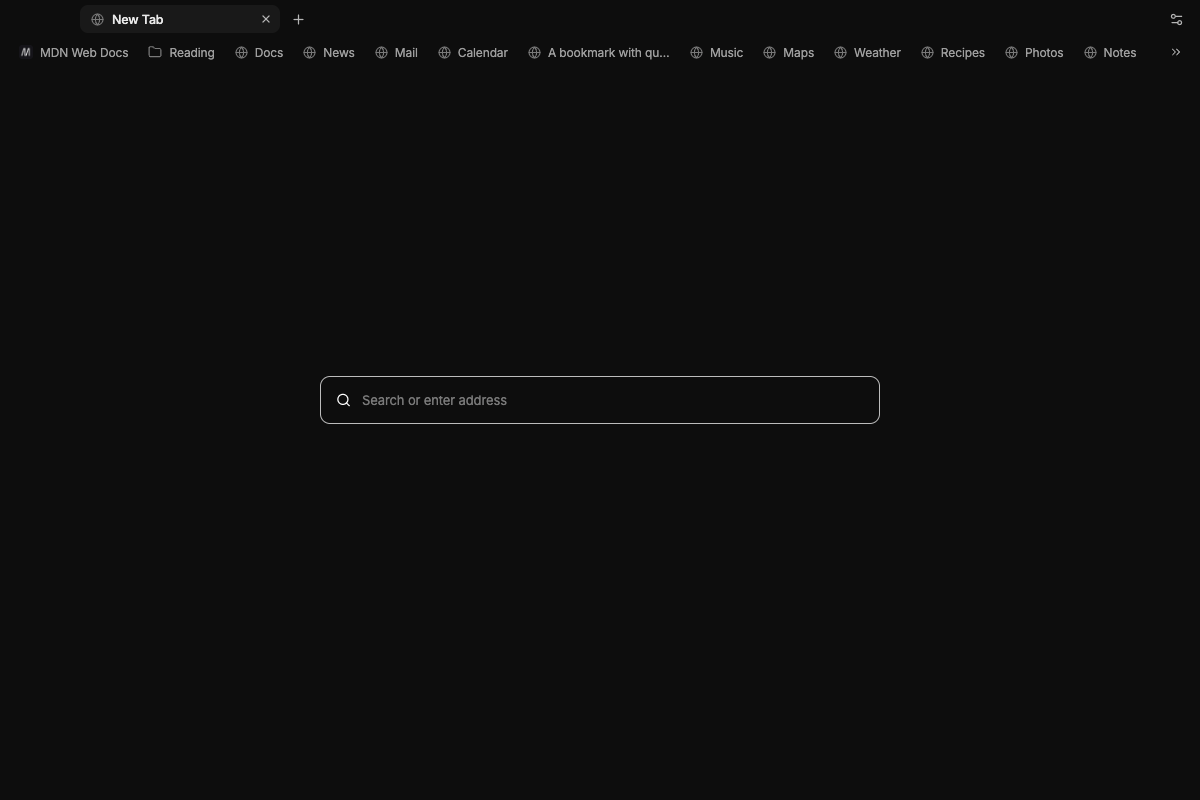 New Tab
MDN Web Docs Reading Docs News Mail Calendar A bookmark with qu... Music Maps Weather Recipes Photos Notes
Search or enter address